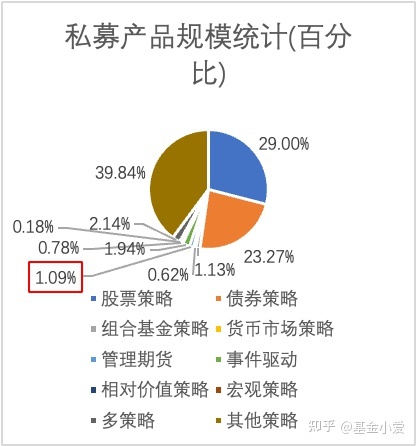 私募产品规模统计(百分
比)
29.00%
39.84%
0.18%
2.14%
0.78%
1.94%
23.27%
1.09%
0.62%
1.13%
股票策略 债券策略
组合基金策略 货币市场策略
管理期货 事件驱动
相对价值策略 宏观策略
多策略 其他策略
知乎 @基金小爱